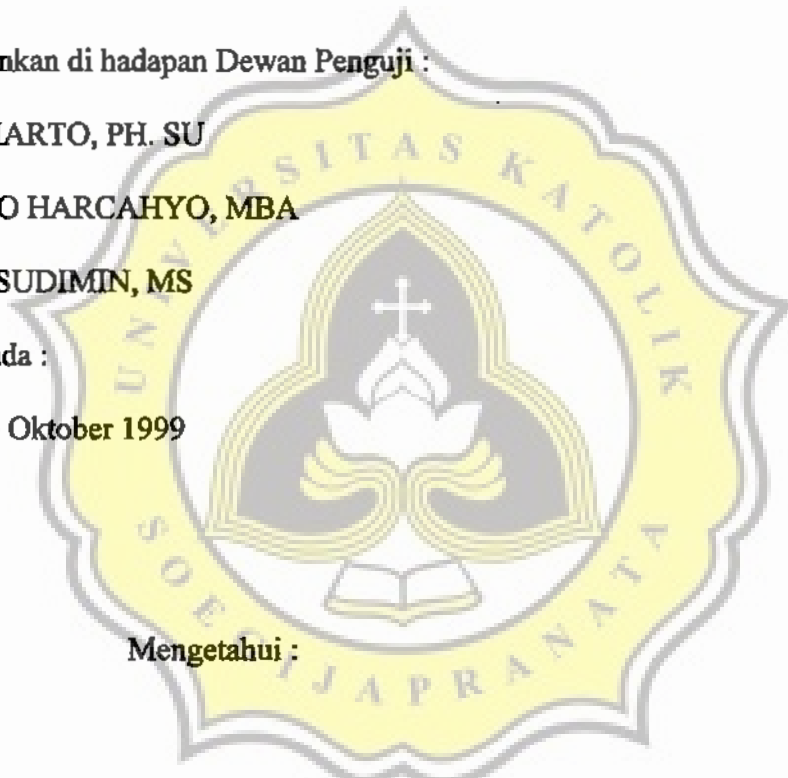 nkan di hadapan Dewan Penguji :
ARTO, PH. SU
O HARCAHYO, MBA
SUDIMIN, MS
da :
Oktober 1999
Mengetahui :
UNIVERSITAS KATOLIK
SOEGIJAPRANATA